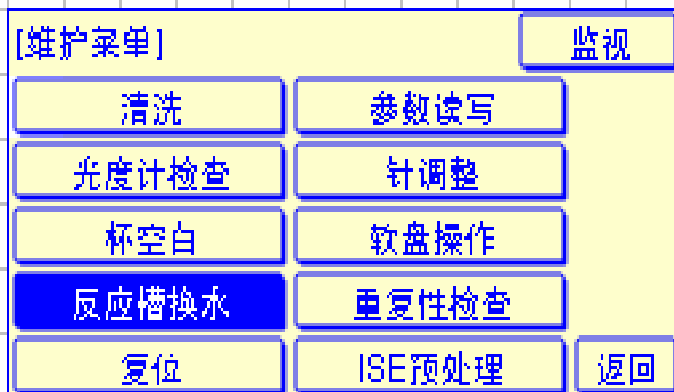 [维护菜单] 监视
清洗 参数读写
光度计检查 针调整
杯空白 软盘操作
反应槽换水 重复性检查
复位 ISE预处理 返回